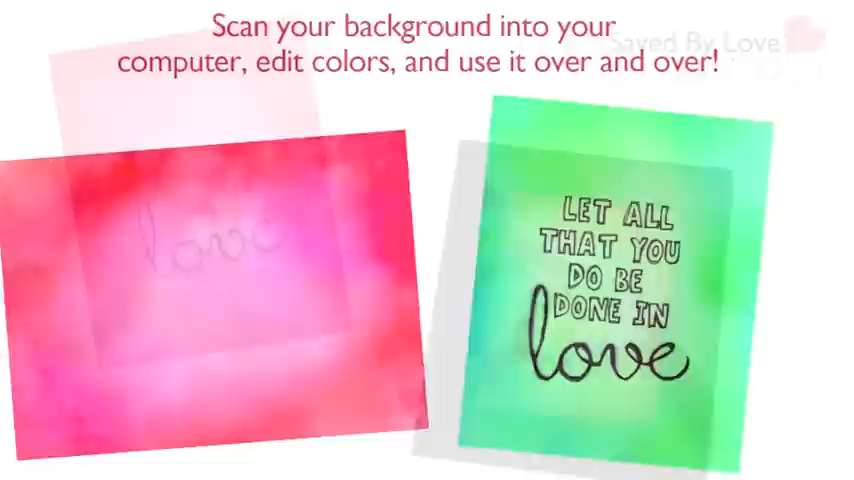 Scan your background into your
computer, edit colors, and use it over and over!
Saved By Love
love
LET ALL
THAT YOU
DO BE
DONE IN
love